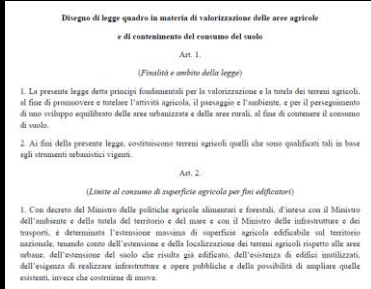 Disegno di legge quadro in materia di valorizzazione delle aree agricole
e di contenimento del consumo del suolo
Art. 1.
(Finalità e ambito della legge)
1. La presente legge detta principi fondamentali per la valorizzazione e la tutela dei terreni agricoli,
al fine di promuovere e tutelare l'attività agricola, il paesaggio e l'ambiente, e per il perseguimento
di uno sviluppo equilibrato delle aree urbanizzate e delle aree rurali, al fine di contenere il consumo
di suolo.
2. Ai fini della presente legge, costituiscono terreni agricoli quelli che sono qualificati tali in base
agli strumenti urbanistici vigenti.
Art. 2.
(Limite al consumo di superficie agricola per fini edificatori)
1. Con decreto del Ministro delle politiche agricole alimentari e forestali, d'intesa con il Ministro
dell'ambiente e della tutela del territorio e del mare e con il Ministro delle infrastrutture e dei
trasporti, è determinata l'estensione massima di superficie agricola edificabile sul territorio
nazionale, tenendo conto dell'estensione e della localizzazione dei terreni agricoli rispetto alle aree
urbane, dell'estensione del suolo che risulta già edificato, dell'esistenza di edifici inutilizzati,
dell'esigenza di realizzare infrastrutture e opere pubbliche e della possibilità di ampliare quelle
esistenti, invece che costruirne di nuove.